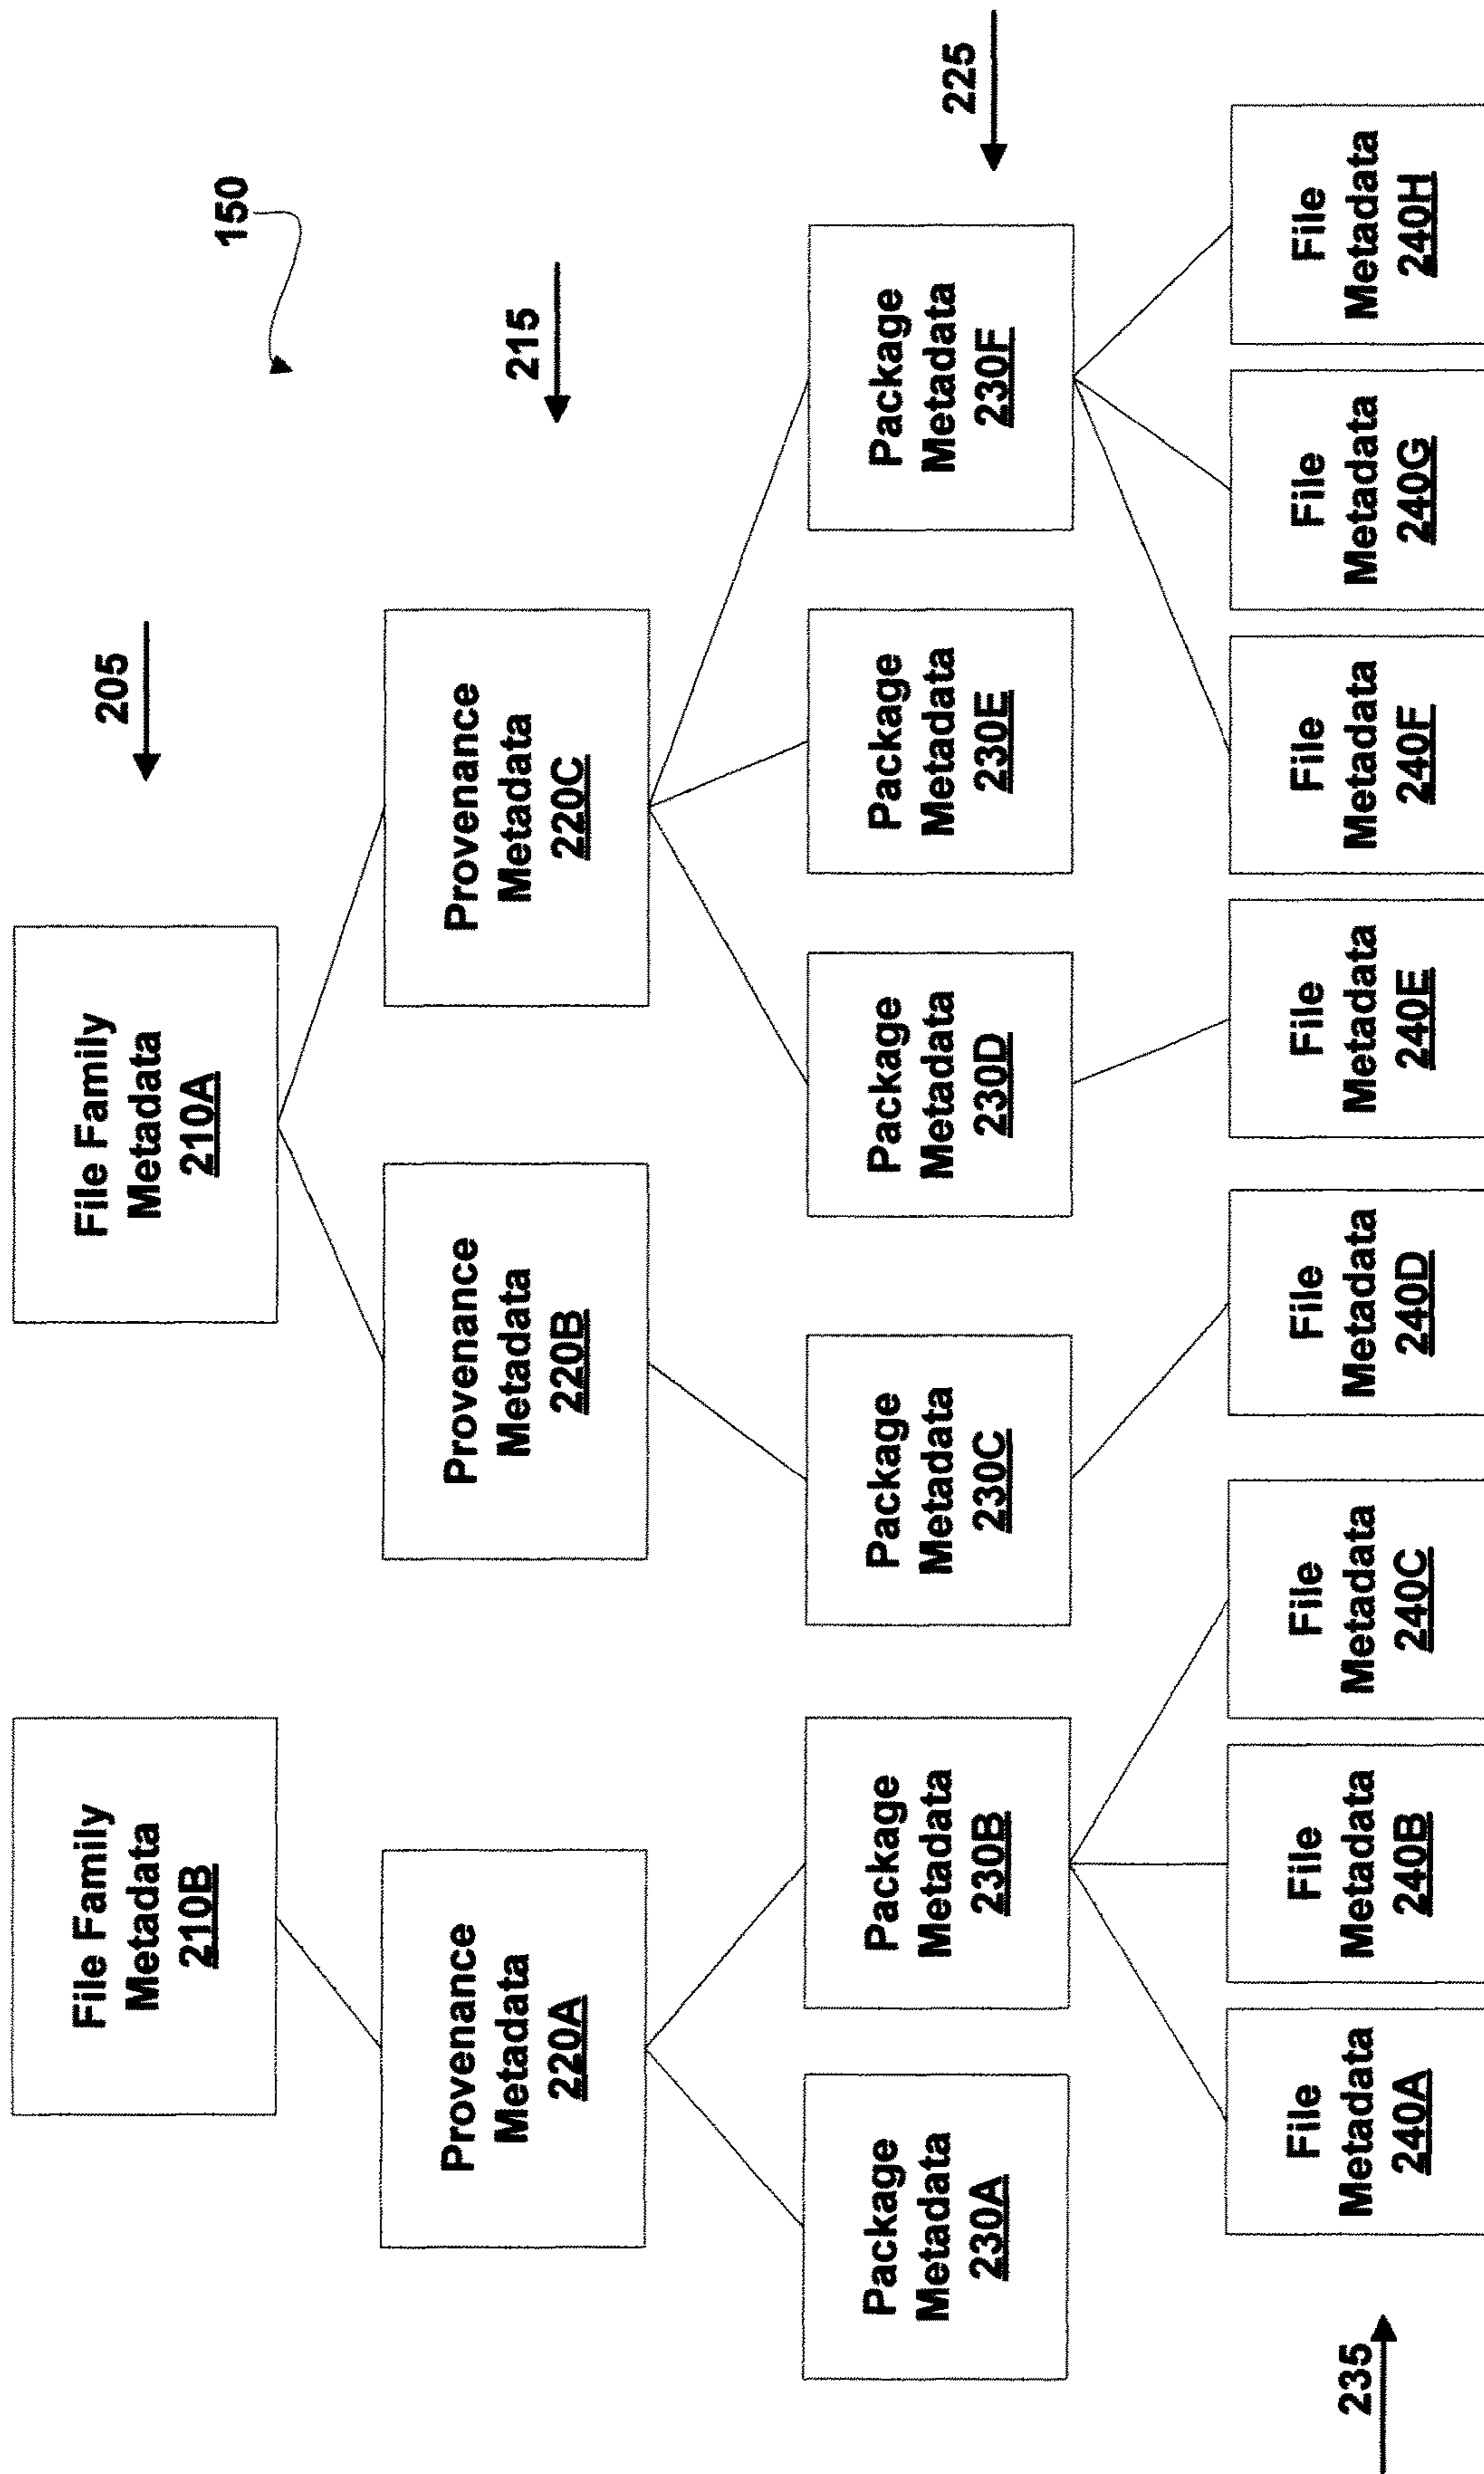 150
205
File Family
Metadata
210B
File Family
Metadata
210A
215
Provenance
Metadata
220A
Provenance
Metadata
220B
Provenance
Metadata
220C
225
Package
Metadata
230A
Package
Metadata
230B
Package
Metadata
230C
Package
Metadata
230D
Package
Metadata
230E
Package
Metadata
230F
235
File
Metadata
240A
File
Metadata
240B
File
Metadata
240C
File
Metadata
240D
File
Metadata
240E
File
Metadata
240F
File
Metadata
240G
File
Metadata
240H